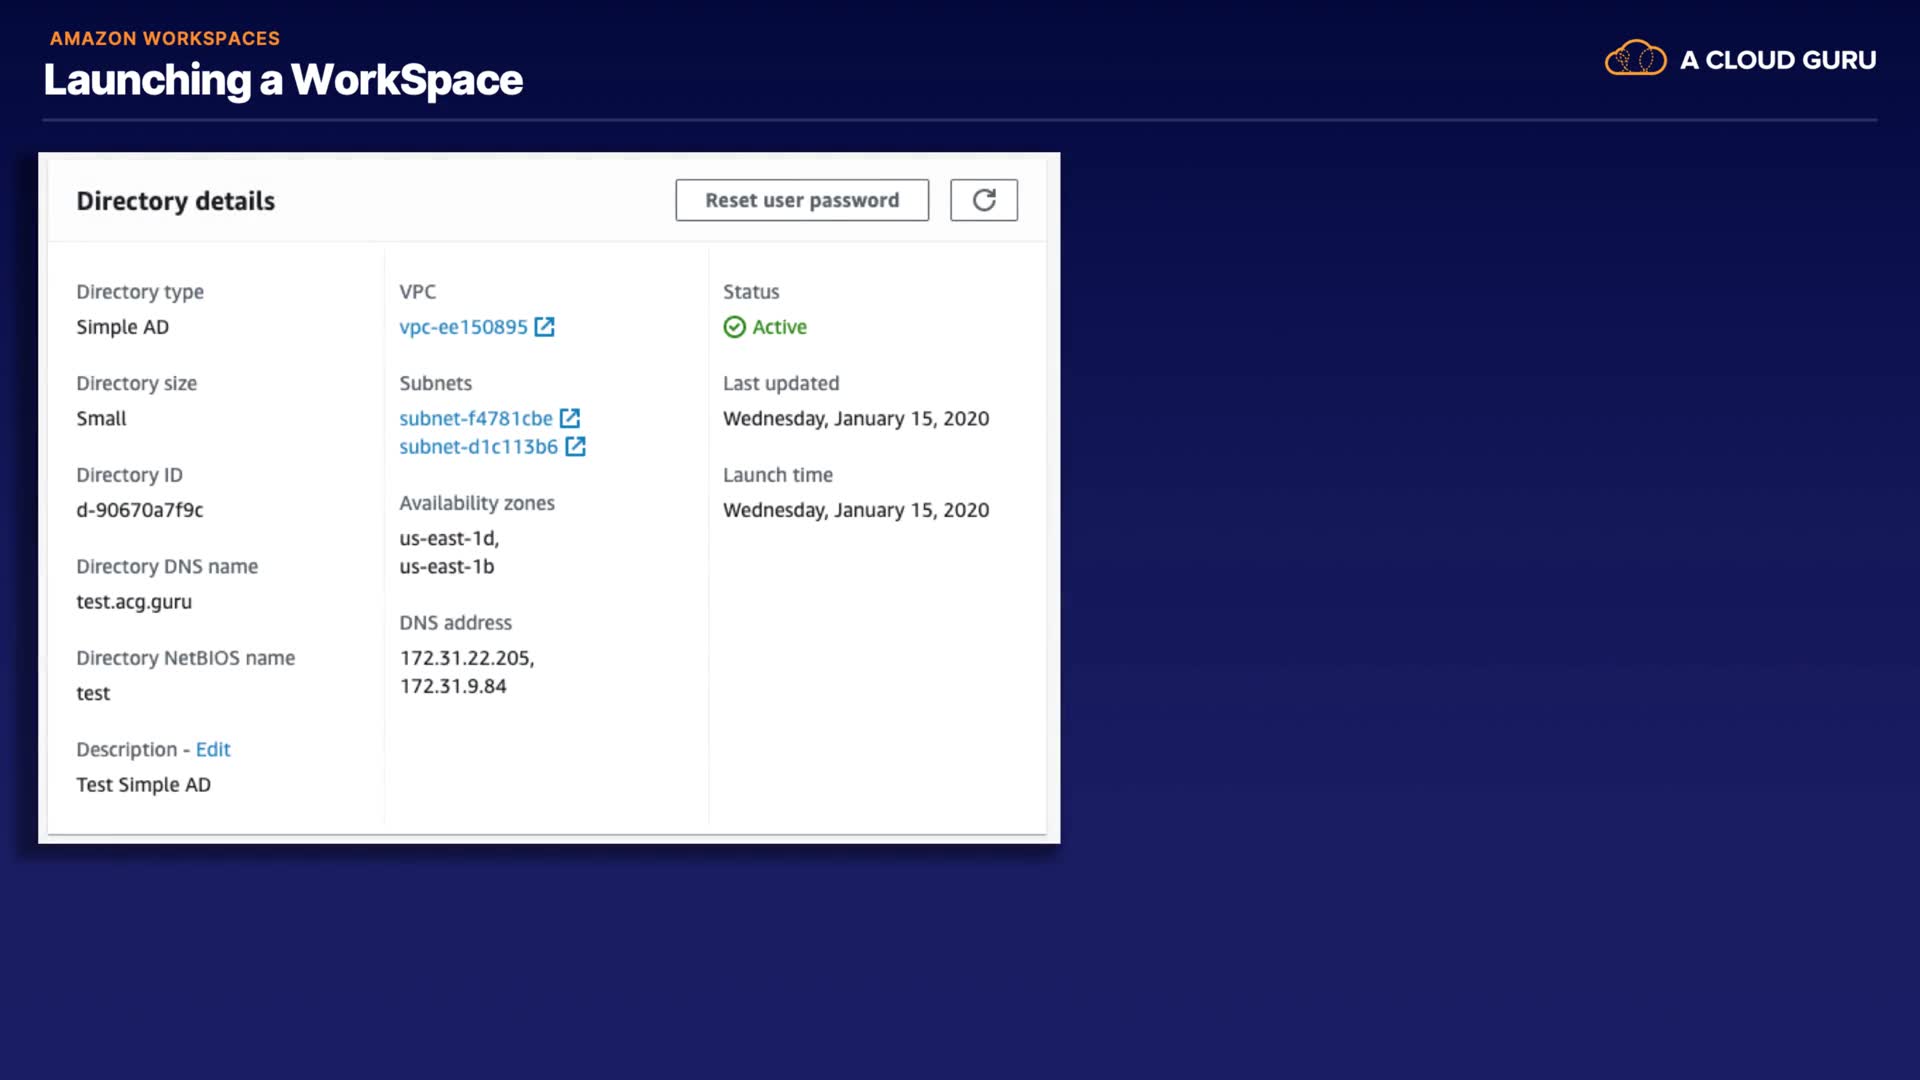 AMAZON WORKSPACES
Launching a WorkSpace
A CLOUD GURU
Directory details
Reset user password
Directory type
Simple AD
Directory size
Small
Directory ID
d-90670a7f9c
Directory DNS name
test.acg.guru
Directory NetBIOS name
test
Description - Edit
Test Simple AD
VPC
vpc-ee150895
Subnets
subnet-f4781cbe
subnet-d1c113b6
Availability zones
us-east-1d,
us-east-1b
DNS address
172.31.22.205,
172.31.9.84
Status
Active
Last updated
Wednesday, January 15, 2020
Launch time
Wednesday, January 15, 2020